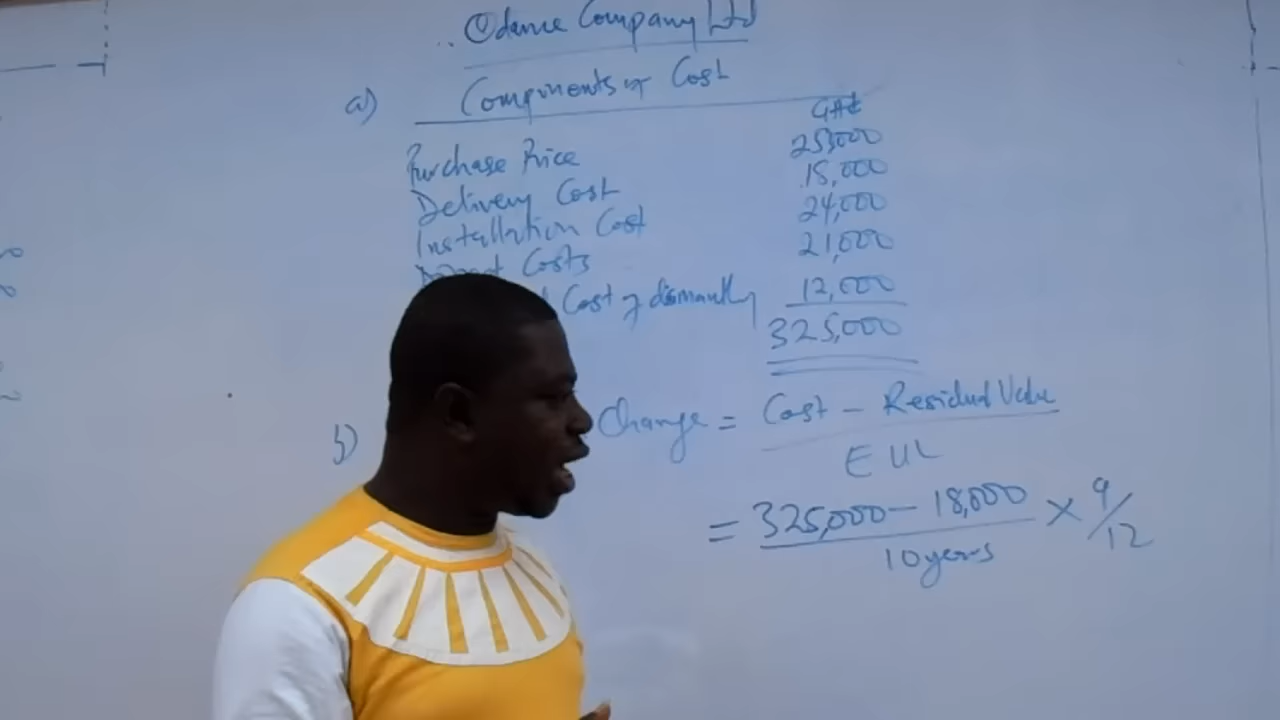 Odame Company Ltd
a) Components of Cost
GH¢
Purchase Price 253,000
Delivery Cost 15,000
Installation Cost 24,000
Costs 21,000
Cost of dismantling 12,000
325,000
b) Charge = Cost - Residual Value
EUL
= 325,000 - 18,000 × 9/12
10 years